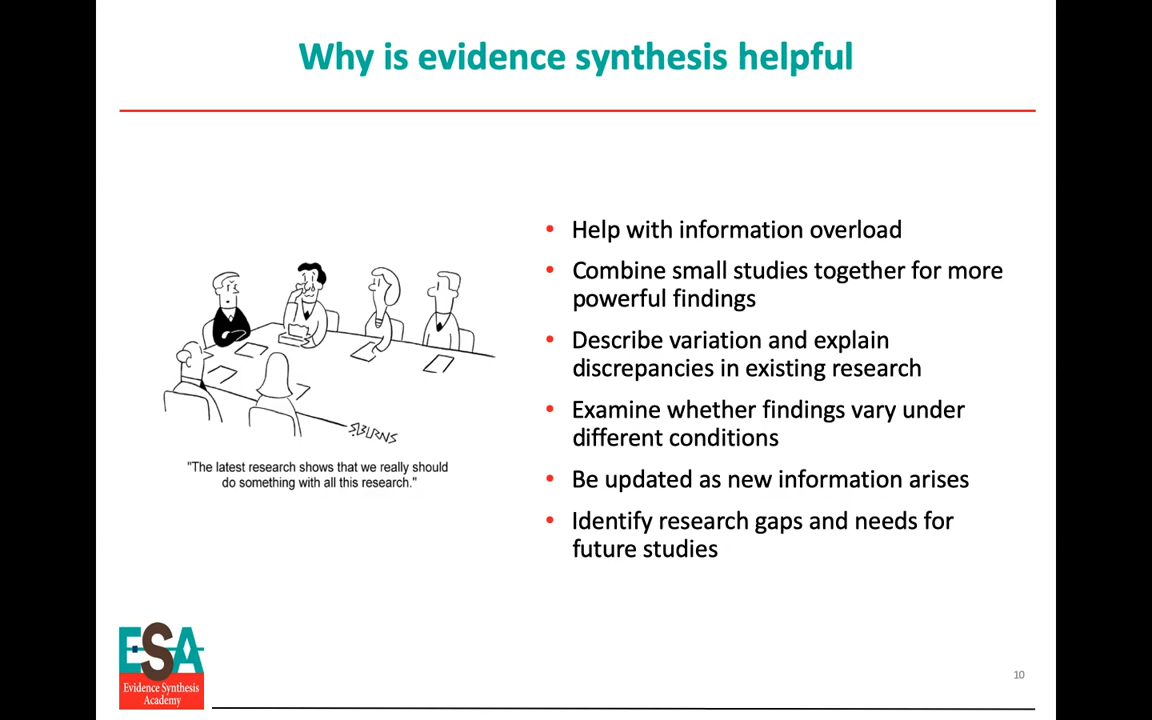 Why is evidence synthesis helpful
• Help with information overload
• Combine small studies together for more
powerful findings
• Describe variation and explain
discrepancies in existing research
• Examine whether findings vary under
different conditions
• Be updated as new information arises
• Identify research gaps and needs for
future studies
S.BURNS
"The latest research shows that we really should
do something with all this research."
ESA
Evidence Synthesis
Academy
10